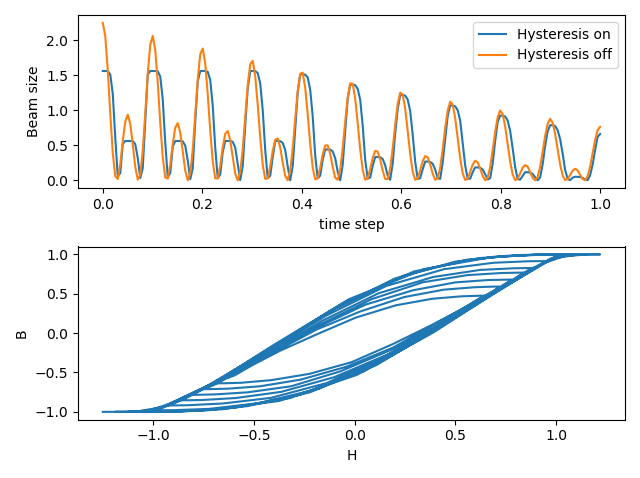 Beam size
2.0
1.5
1.0
0.5
0.0
Hysteresis on
Hysteresis off
0.0 0.2 0.4 0.6 0.8 1.0
time step
B
1.0
0.5
0.0
−0.5
−1.0
−1.0 −0.5 0.0 0.5 1.0
H